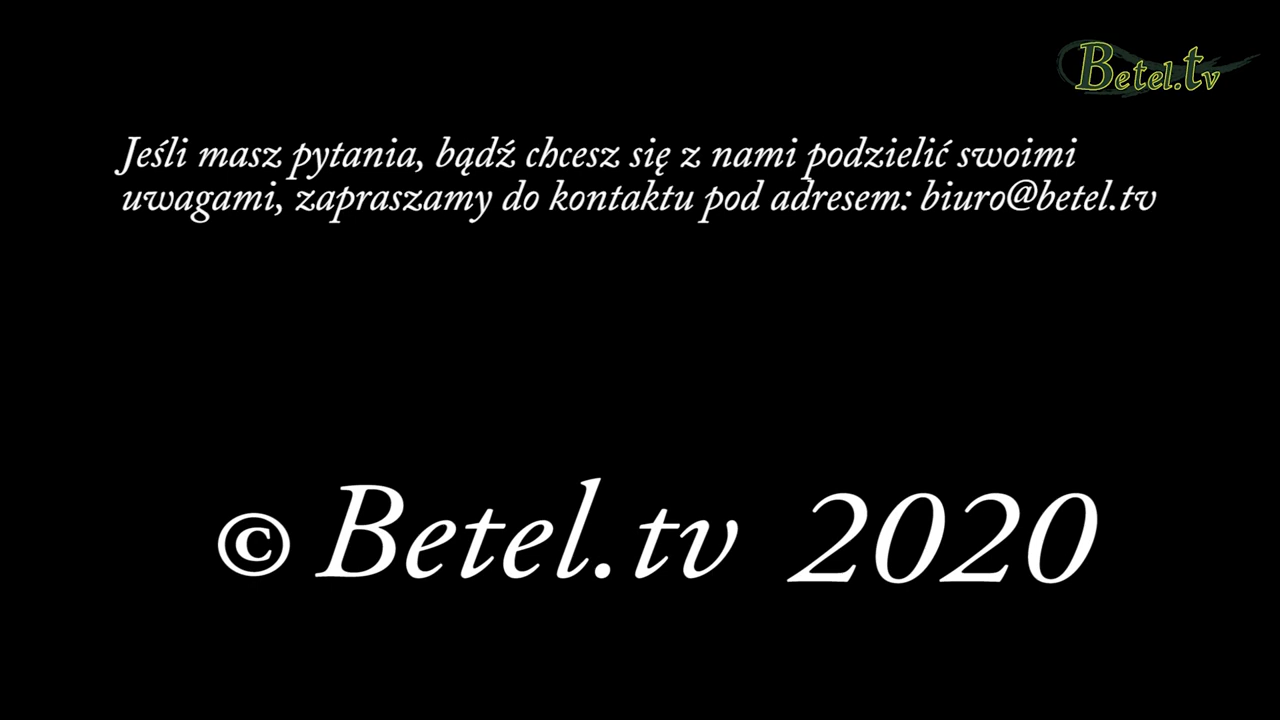 Betel.tv
Jeśli masz pytania, bądź chcesz się z nami podzielić swoimi
uwagami, zapraszamy do kontaktu pod adresem: biuro@betel.tv
© Betel.tv 2020